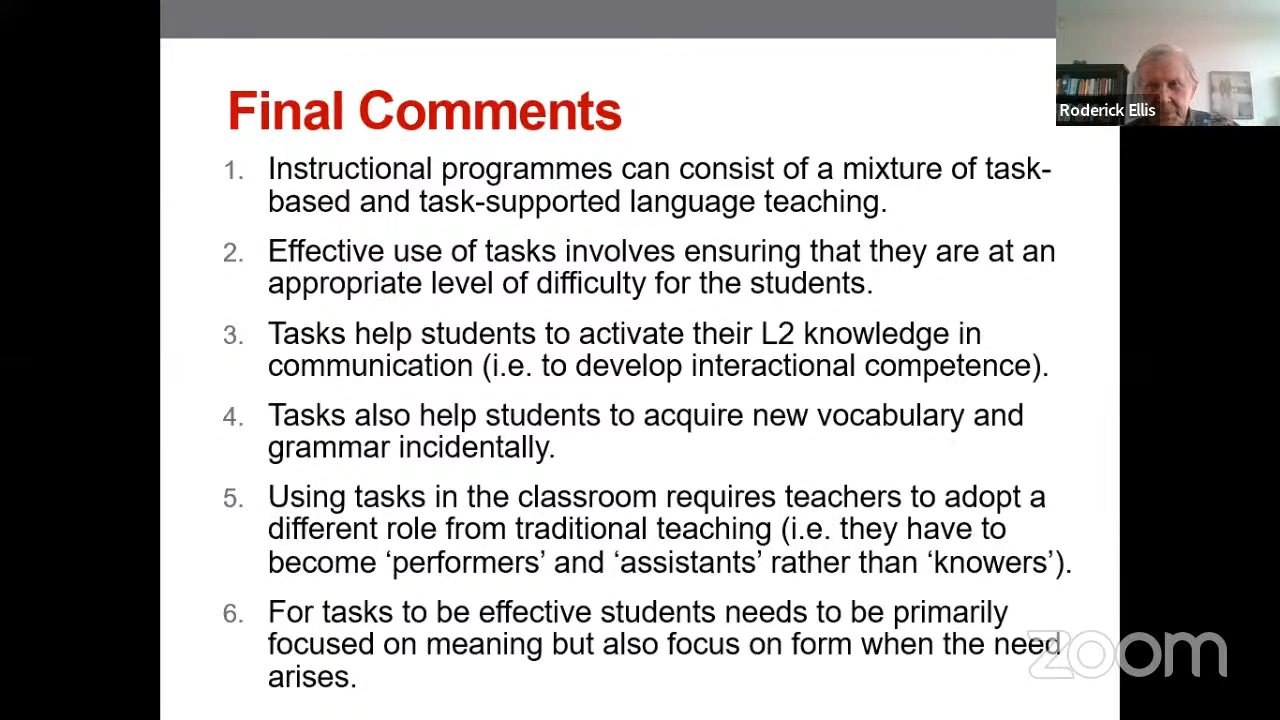 Final Comments
Roderick Ellis
1. Instructional programmes can consist of a mixture of task-
based and task-supported language teaching.
2. Effective use of tasks involves ensuring that they are at an
appropriate level of difficulty for the students.
3. Tasks help students to activate their L2 knowledge in
communication (i.e. to develop interactional competence).
4. Tasks also help students to acquire new vocabulary and
grammar incidentally.
5. Using tasks in the classroom requires teachers to adopt a
different role from traditional teaching (i.e. they have to
become ‘performers’ and ‘assistants’ rather than ‘knowers’).
6. For tasks to be effective students needs to be primarily
focused on meaning but also focus on form when the need
arises.
zoom